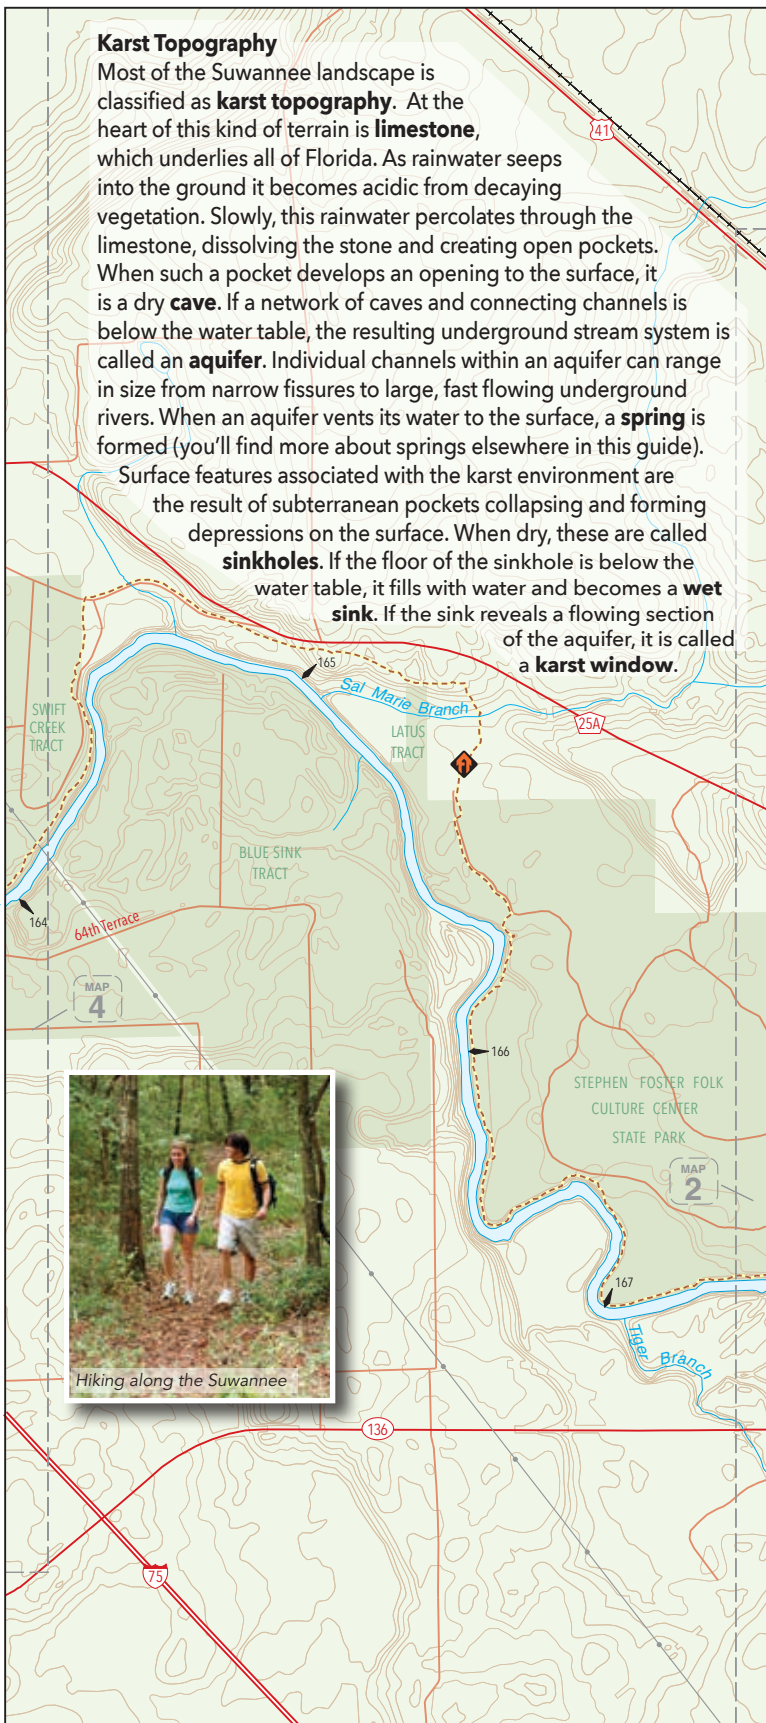 Karst Topography
Most of the Suwannee landscape is
classified as karst topography.  At the
heart of this kind of terrain is limestone,
which underlies all of Florida. As rainwater seeps
into the ground it becomes acidic from decaying
vegetation. Slowly, this rainwater percolates through the
limestone, dissolving the stone and creating open pockets.
When such a pocket develops an opening to the surface, it
is a dry cave. If a network of caves and connecting channels is
below the water table, the resulting underground stream system is
called an aquifer. Individual channels within an aquifer can range
in size from narrow fissures to large, fast flowing underground
rivers. When an aquifer vents its water to the surface, a spring is
formed (you'll find more about springs elsewhere in this guide).
Surface features associated with the karst environment are
the result of subterranean pockets collapsing and forming
depressions on the surface. When dry, these are called
sinkholes. If the floor of the sinkhole is below the
water table, it fills with water and becomes a wet
sink. If the sink reveals a flowing section
of the aquifer, it is called
a karst window.
41
165
Sal Marie Branch
SWIFT
CREEK
TRACT
LATUS
TRACT
25A
BLUE SINK
TRACT
164
64th Terrace
MAP
4
166
STEPHEN FOSTER FOLK
CULTURE CENTER
STATE PARK
MAP
2
167
Tiger Branch
Hiking along the Suwannee
136
75